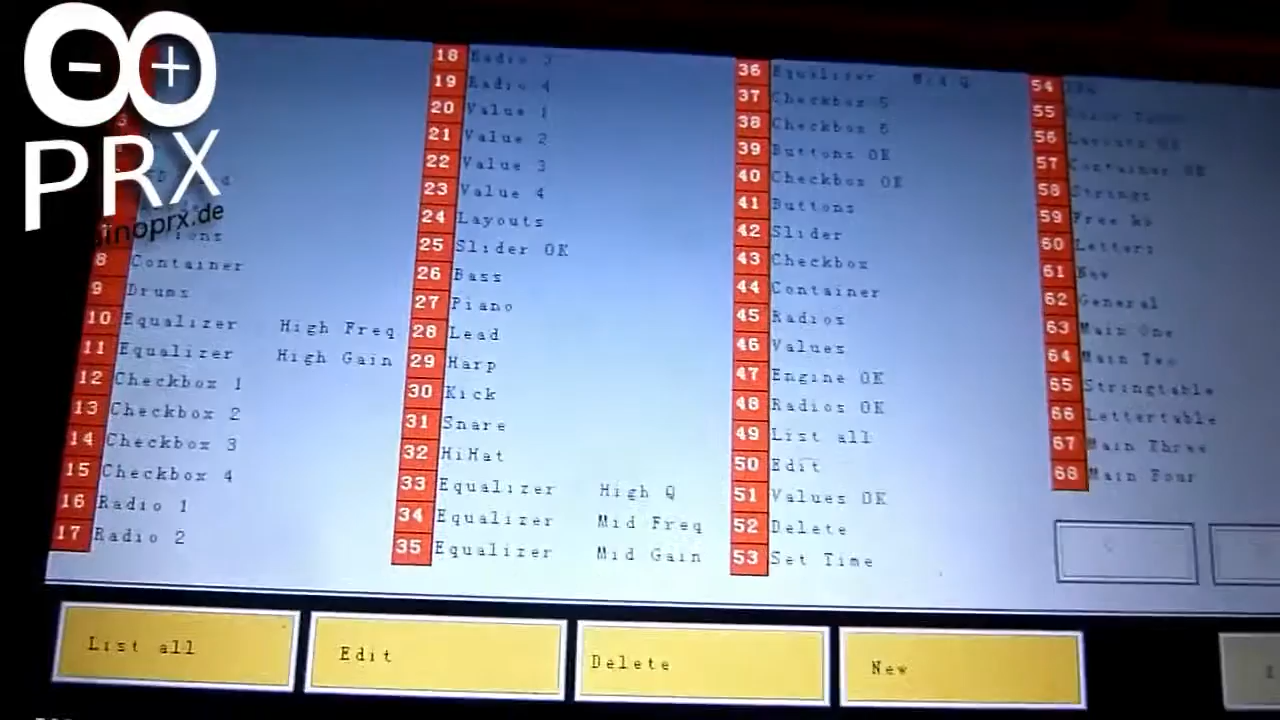 PRX
8 Container
9 Drums
10 Equalizer High Freq
11 Equalizer High Gain
12 Checkbox 1
13 Checkbox 2
14 Checkbox 3
15 Checkbox 4
16 Radio 1
17 Radio 2
18 Radio 3
19 Radio 4
20 Value 1
21 Value 2
22 Value 3
23 Value 4
24 Layouts
25 Slider OK
26 Bass
27 Piano
28 Lead
29 Harp
30 Kick
31 Snare
32 HiHat
33 Equalizer High Q
34 Equalizer Mid Freq
35 Equalizer Mid Gain
36 Equalizer Mid Q
37 Checkbox 5
38 Checkbox 6
39 Buttons OK
40 Checkbox OK
41 Buttons
42 Slider
43 Checkbox
44 Container
45 Radios
46 Values
47 Engine OK
48 Radios OK
49 List all
50 Edit
51 Values OK
52 Delete
53 Set Time
54
55
56 Layouts OK
57 Container OK
58 Strings
59 Free
60 Letters
61 New
62 General
63 Main One
64 Main Two
65 Stringtable
66 Lettertable
67 Main Three
68 Main Four
List all
Edit
Delete
New